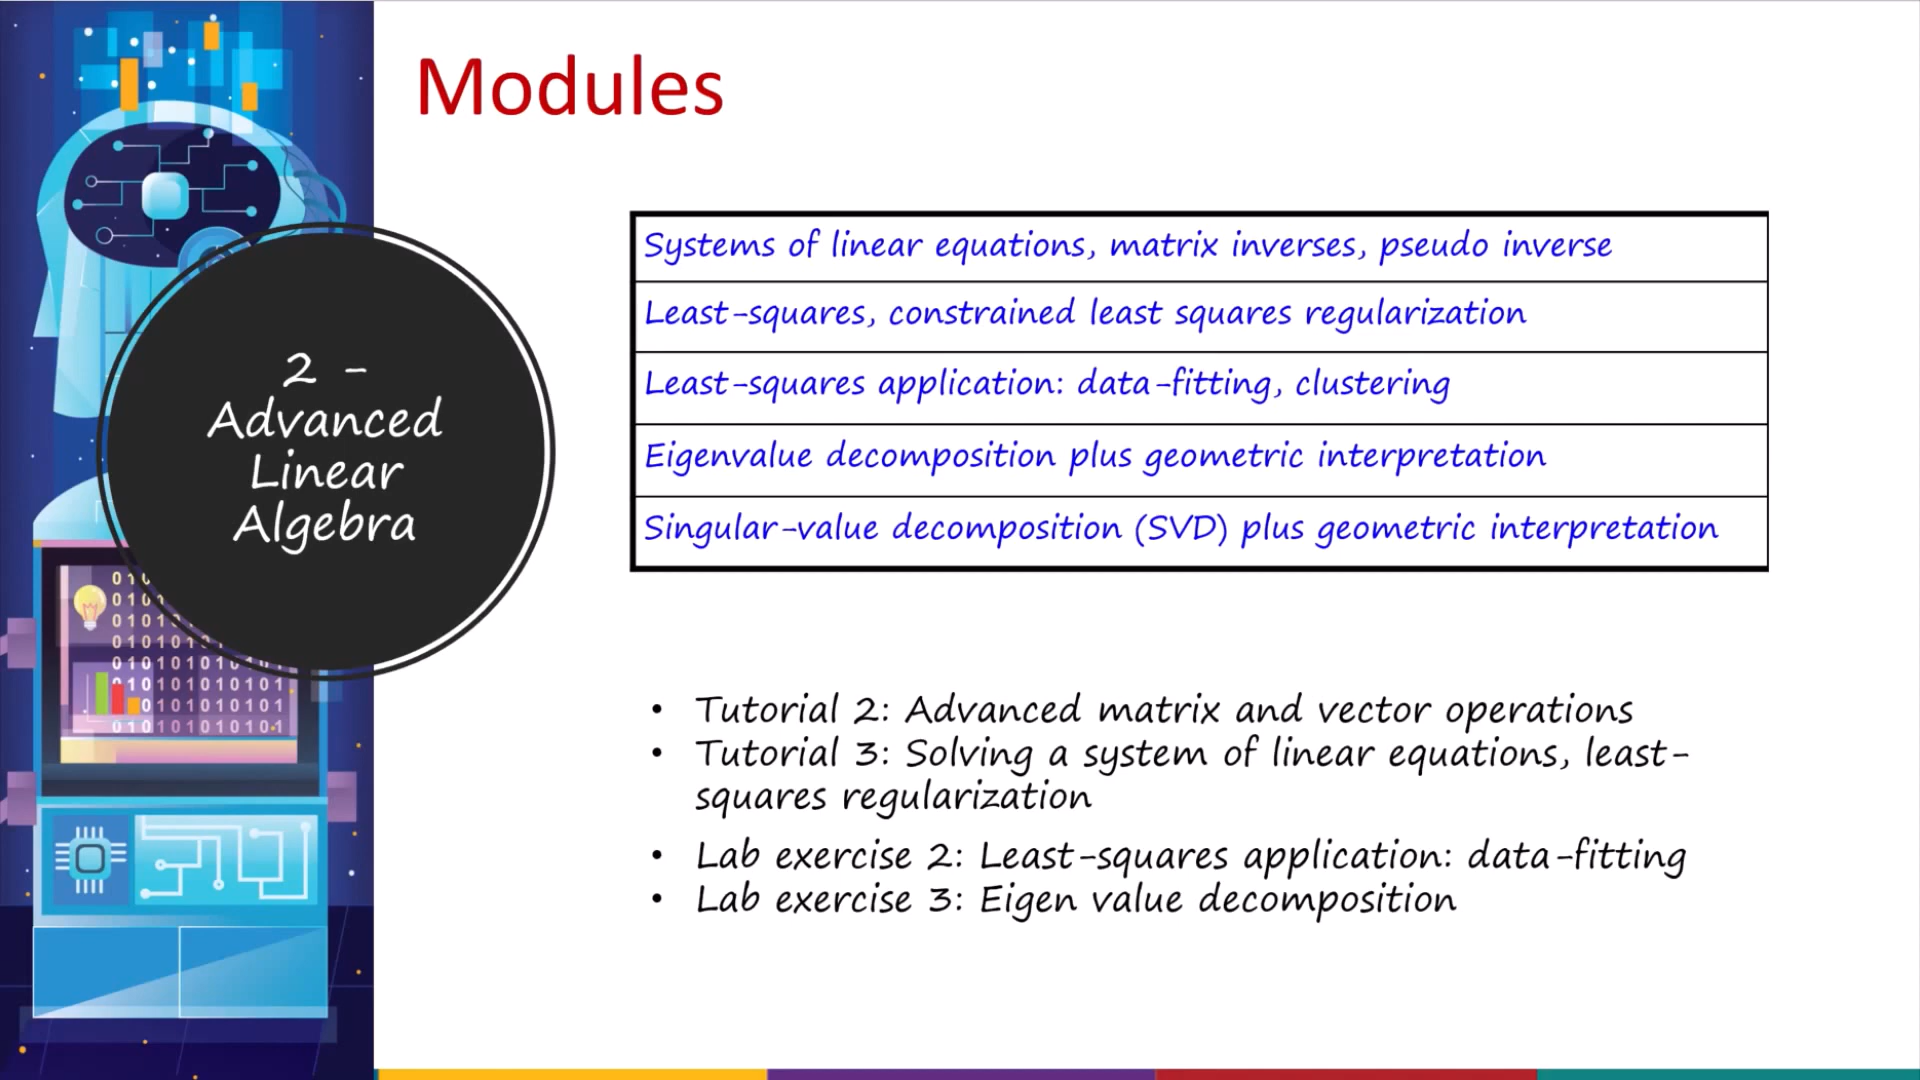 Modules
2 -
Advanced
Linear
Algebra
Systems of linear equations, matrix inverses, pseudo inverse
Least-squares, constrained least squares regularization
Least-squares application: data-fitting, clustering
Eigenvalue decomposition plus geometric interpretation
Singular-value decomposition (SVD) plus geometric interpretation
• Tutorial 2: Advanced matrix and vector operations
• Tutorial 3: Solving a system of linear equations, least-
squares regularization
• Lab exercise 2: Least-squares application: data-fitting
• Lab exercise 3: Eigen value decomposition